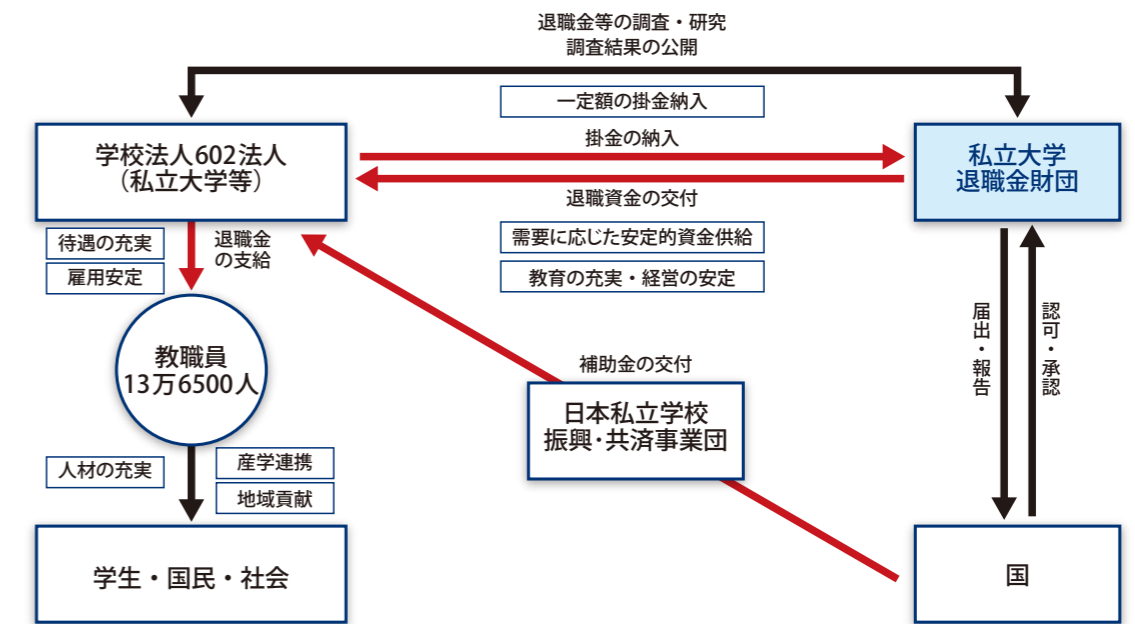 退職金等の調査・研究
調査結果の公開
一定額の掛金納入
掛金の納入
学校法人602法人
（私立大学等）
私立大学
退職金財団
退職資金の交付
需要に応じた安定的資金供給
教育の充実・経営の安定
待遇の充実
雇用安定
退職金
の支給
届出・報告
認可・承認
教職員
13万6500人
補助金の交付
日本私立学校
振興・共済事業団
人材の充実
産学連携
地域貢献
学生・国民・社会
国